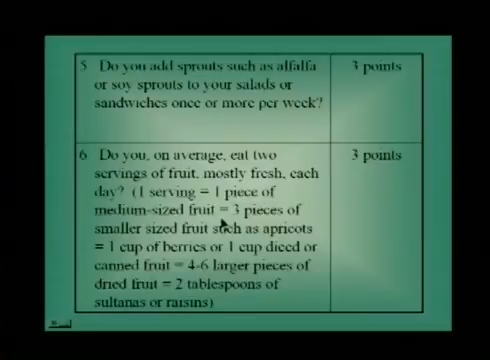 5 Do you add sprouts such as alfalfa 3 points
or soy sprouts to your salads or
sandwiches once or more per week?
6 Do you, on average, eat two 3 points
servings of fruit, mostly fresh, each
day? (1 serving = 1 piece of
medium-sized fruit = 3 pieces of
smaller sized fruit such as apricots
= 1 cup of berries or 1 cup diced or
canned fruit = 4-6 larger pieces of
dried fruit = 2 tablespoons of
sultanas or raisins)